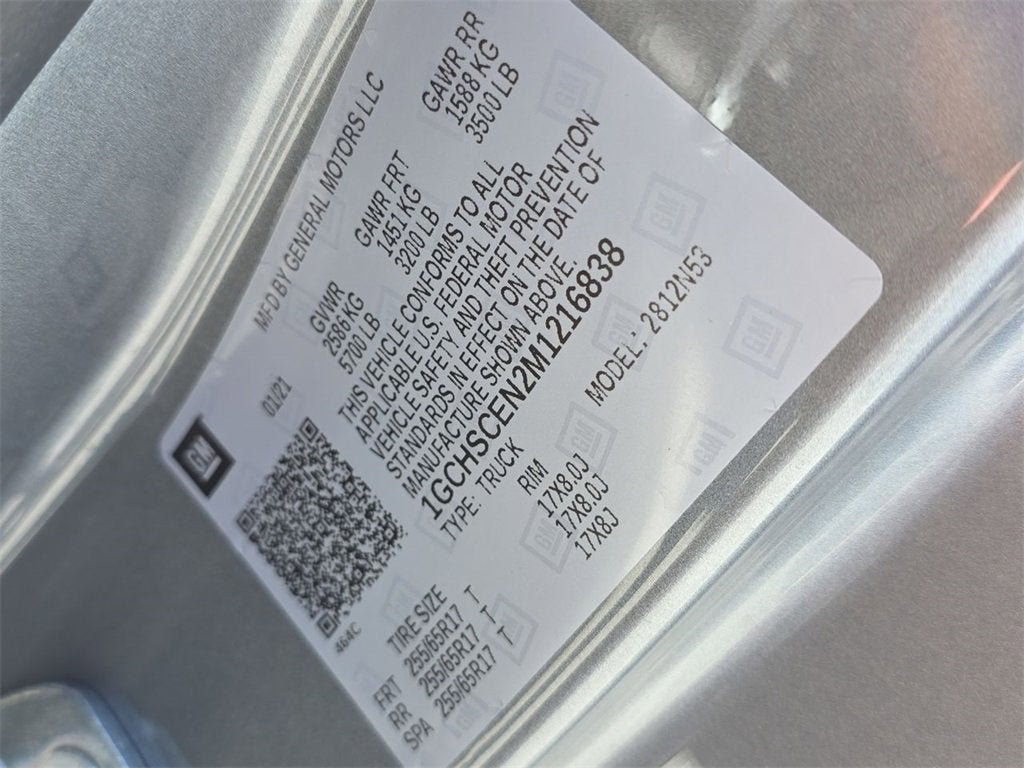 GM
01/21
MFD BY GENERAL MOTORS LLC
GVWR GAWR FRT GAWR RR
2586 KG 1451 KG 1588 KG
5700 LB 3200 LB 3500 LB
THIS VEHICLE CONFORMS TO ALL
APPLICABLE U.S. FEDERAL MOTOR
VEHICLE SAFETY AND THEFT PREVENTION
STANDARDS IN EFFECT ON THE DATE OF
MANUFACTURE SHOWN ABOVE.
1GCHSCEN2M1216838
TYPE: TRUCK MODEL: 2812N53
464C
TIRE SIZE RIM
FRT 255/65R17 T 17X8.0J
RR 255/65R17 T 17X8.0J
SPA 255/65R17 T 17X8J